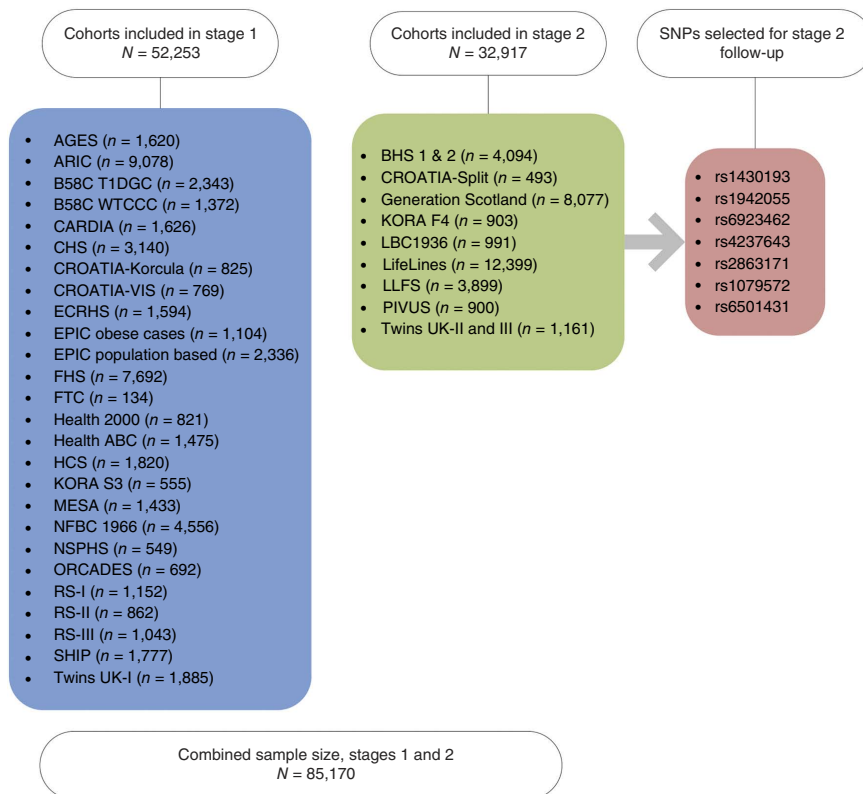 Cohorts included in stage 1
N = 52,253
Cohorts included in stage 2
N = 32,917
SNPs selected for stage 2
follow-up
• AGES (n = 1,620)
• ARIC (n = 9,078)
• B58C T1DGC (n = 2,343)
• B58C WTCCC (n = 1,372)
• CARDIA (n = 1,626)
• CHS (n = 3,140)
• CROATIA-Korcula (n = 825)
• CROATIA-VIS (n = 769)
• ECRHS (n = 1,594)
• EPIC obese cases (n = 1,104)
• EPIC population based (n = 2,336)
• FHS (n = 7,692)
• FTC (n = 134)
• Health 2000 (n = 821)
• Health ABC (n = 1,475)
• HCS (n = 1,820)
• KORA S3 (n = 555)
• MESA (n = 1,433)
• NFBC 1966 (n = 4,556)
• NSPHS (n = 549)
• ORCADES (n = 692)
• RS-I (n = 1,152)
• RS-II (n = 862)
• RS-III (n = 1,043)
• SHIP (n = 1,777)
• Twins UK-I (n = 1,885)
• BHS 1 & 2 (n = 4,094)
• CROATIA-Split (n = 493)
• Generation Scotland (n = 8,077)
• KORA F4 (n = 903)
• LBC1936 (n = 991)
• LifeLines (n = 12,399)
• LLFS (n = 3,899)
• PIVUS (n = 900)
• Twins UK-II and III (n = 1,161)
• rs1430193
• rs1942055
• rs6923462
• rs4237643
• rs2863171
• rs1079572
• rs6501431
Combined sample size, stages 1 and 2
N = 85,170